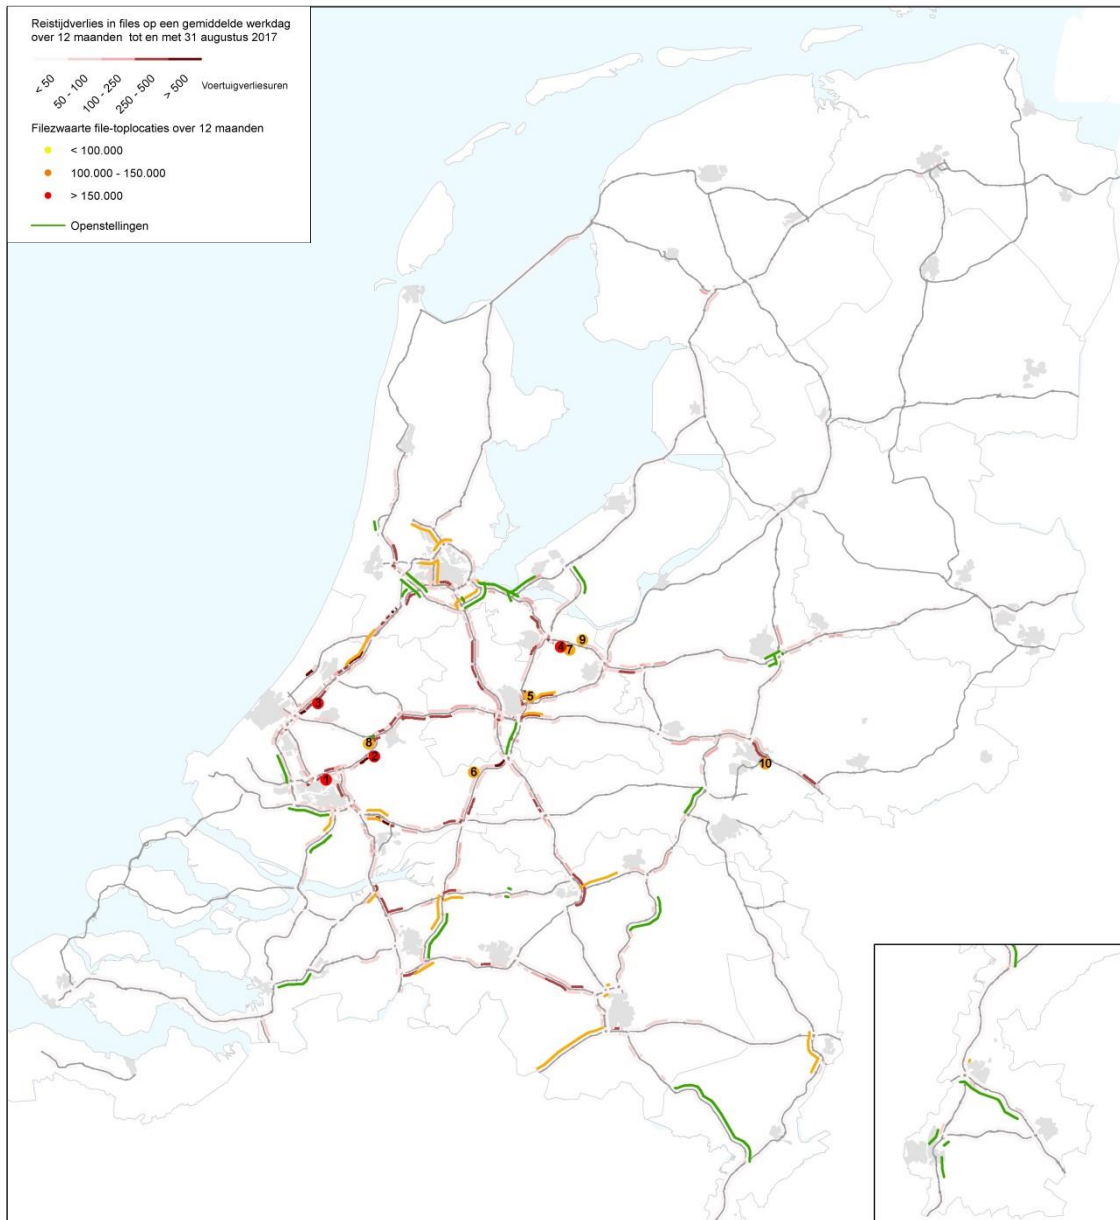 Reistijdverlies in files op een gemiddelde werkdag
over 12 maanden tot en met 31 augustus 2017
< 50
50 - 100
100 - 250
250 - 500
> 500
Voertuigverliesuren
Filezwaarte file-toplocaties over 12 maanden
< 100.000
100.000 - 150.000
> 150.000
Openstellingen
9
4
7
5
3
8
2
10
6
1